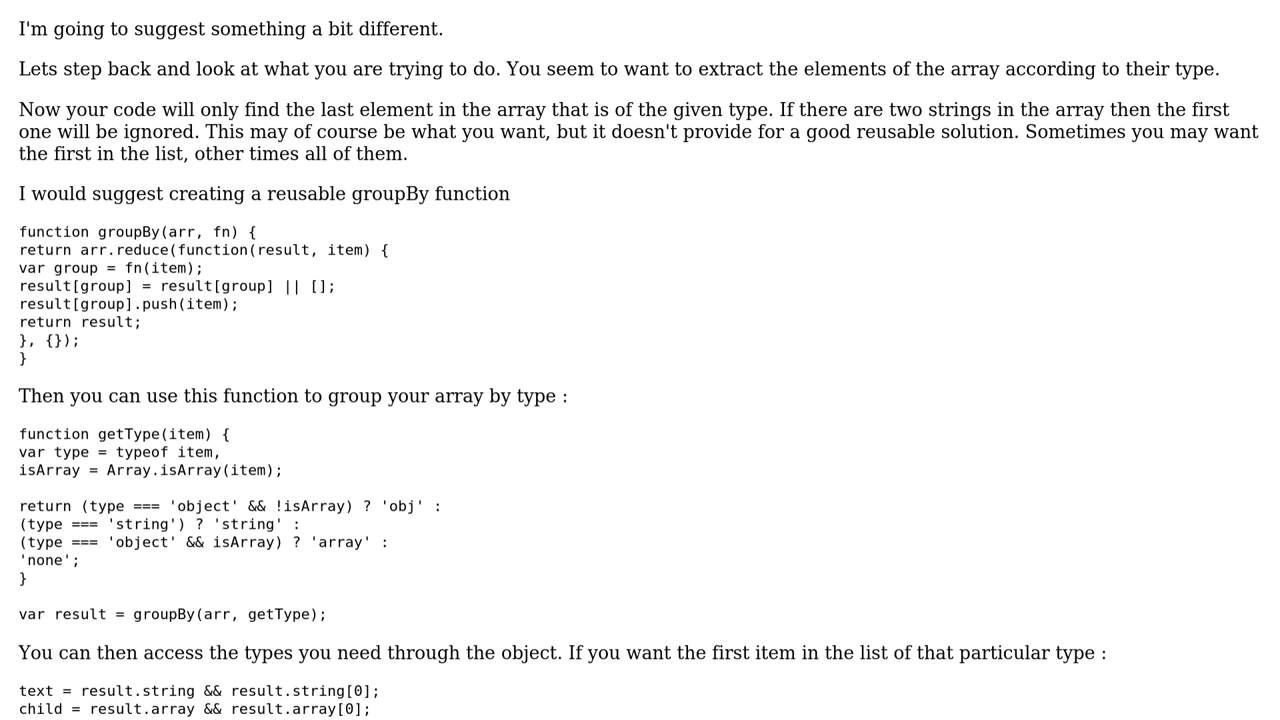 I'm going to suggest something a bit different.
Lets step back and look at what you are trying to do. You seem to want to extract the elements of the array according to their type.
Now your code will only find the last element in the array that is of the given type. If there are two strings in the array then the first
one will be ignored. This may of course be what you want, but it doesn't provide for a good reusable solution. Sometimes you may want
the first in the list, other times all of them.
I would suggest creating a reusable groupBy function
function groupBy(arr, fn) {
return arr.reduce(function(result, item) {
var group = fn(item);
result[group] = result[group] || [];
result[group].push(item);
return result;
}, {});
}
Then you can use this function to group your array by type :
function getType(item) {
var type = typeof item,
isArray = Array.isArray(item);
return (type === 'object' && !isArray) ? 'obj' :
(type === 'string') ? 'string' :
(type === 'object' && isArray) ? 'array' :
'none';
}
var result = groupBy(arr, getType);
You can then access the types you need through the object. If you want the first item in the list of that particular type :
text = result.string && result.string[0];
child = result.array && result.array[0];